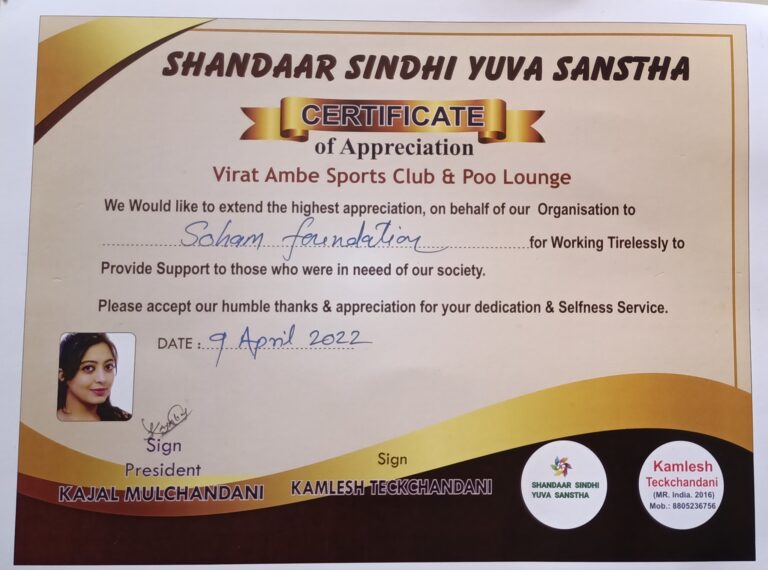 SHANDAAR SINDHI YUVA SANSTHA
CERTIFICATE
of Appreciation
Virat Ambe Sports Club & Poo Lounge
We Would like to extend the highest appreciation, on behalf of our Organisation to
Soham foundation for Working Tirelessly to
Provide Support to those who were in neeed of our society.
Please accept our humble thanks & appreciation for your dedication & Selfness Service.
DATE : 9 April 2022
Sign
President
KAJAL MULCHANDANI
Sign
KAMLESH TECKCHANDANI
SHANDAAR SINDHI
YUVA SANSTHA
Kamlesh
Teckchandani
(MR. India. 2016)
Mob.: 8805236756